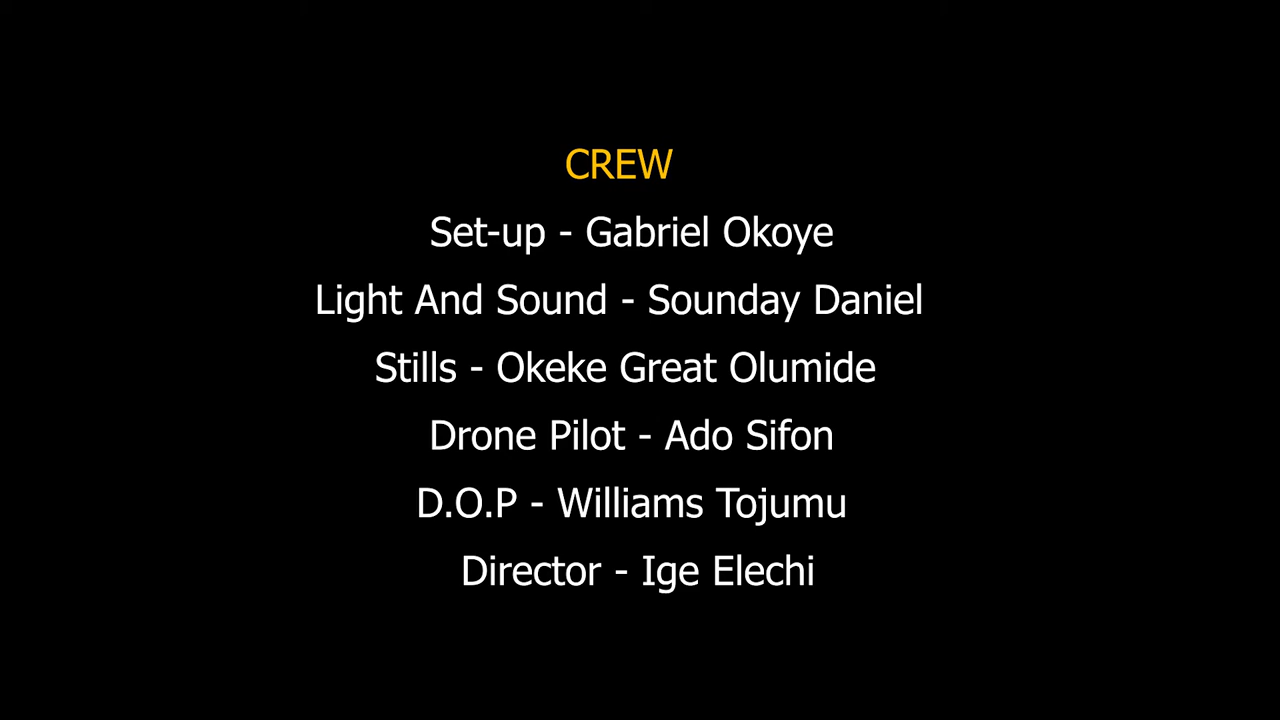 CREW
Set-up - Gabriel Okoye
Light And Sound - Sounday Daniel
Stills - Okeke Great Olumide
Drone Pilot - Ado Sifon
D.O.P - Williams Tojumu
Director - Ige Elechi